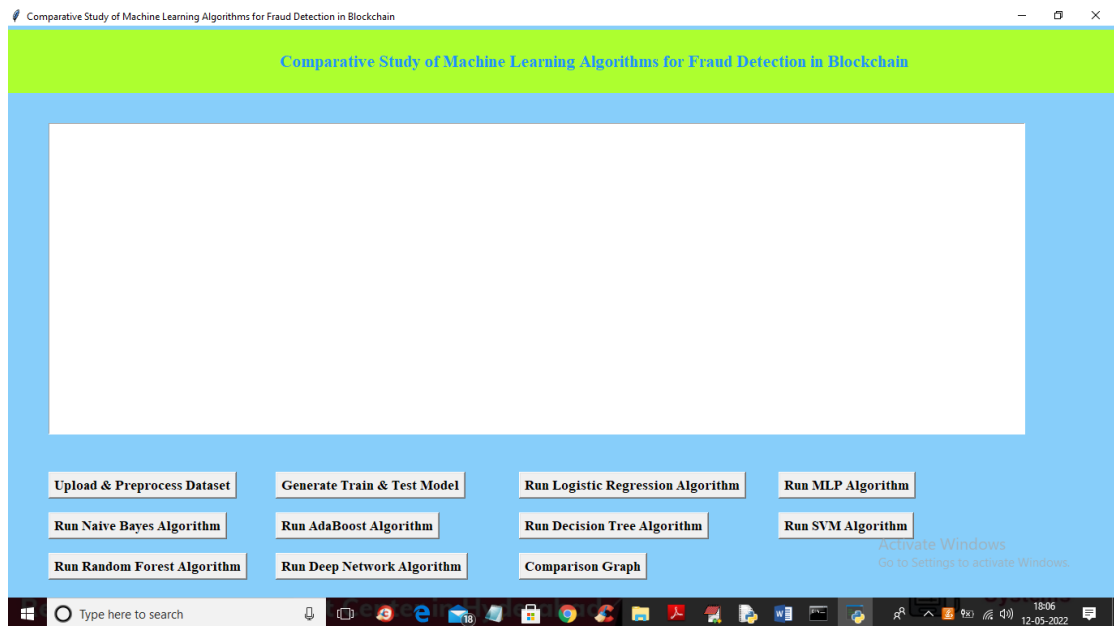 Comparative Study of Machine Learning Algorithms for Fraud Detection in Blockchain
Comparative Study of Machine Learning Algorithms for Fraud Detection in Blockchain
Upload & Preprocess Dataset Generate Train & Test Model Run Logistic Regression Algorithm Run MLP Algorithm
Run Naive Bayes Algorithm Run AdaBoost Algorithm Run Decision Tree Algorithm Run SVM Algorithm
Activate Windows
Go to Settings to activate Windows.
Run Random Forest Algorithm Run Deep Network Algorithm Comparison Graph
Type here to search 18 18:06
12-05-2022